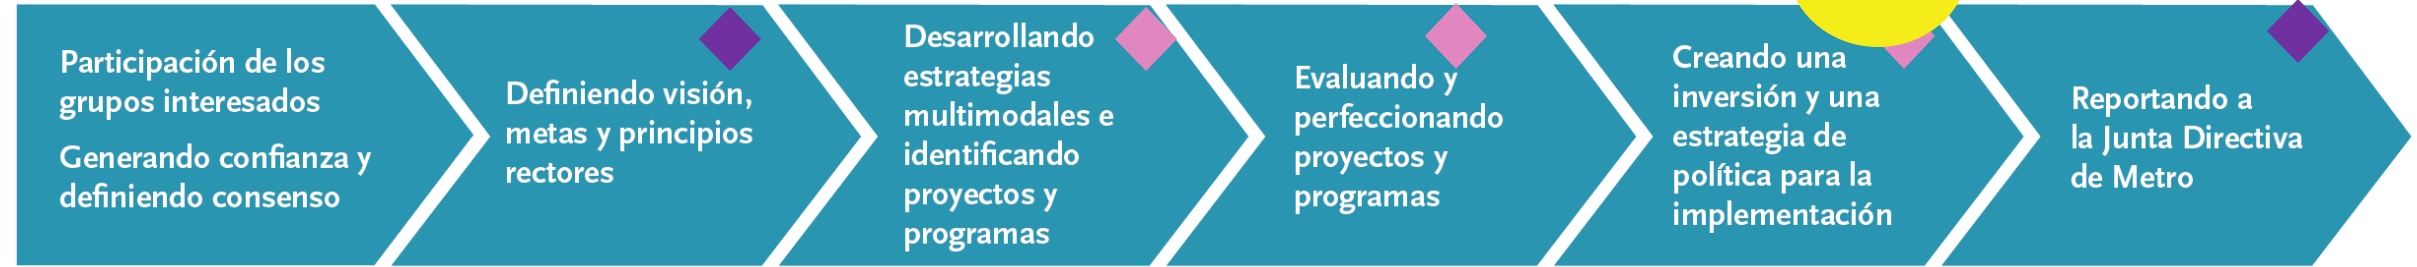 Participación de los
grupos interesados
Generando confianza y
definiendo consenso
Definiendo visión,
metas y principios
rectores
Desarrollando
estrategias
multimodales e
identificando
proyectos y
programas
Evaluando y
perfeccionando
proyectos y
programas
Creando una
inversión y una
estrategia de
política para la
implementación
Reportando a
la Junta Directiva
de Metro